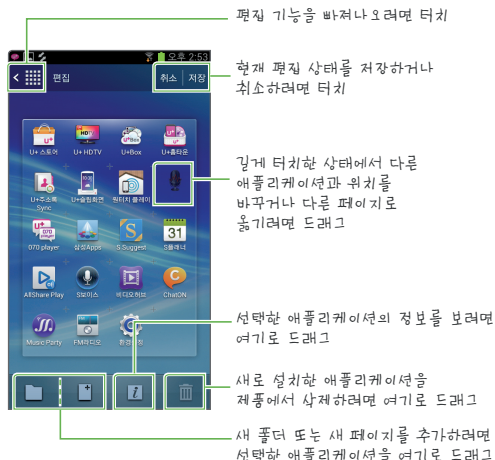 편집 기능을 빠져나오려면 터치
오후 2:53
편집
취소 저장
현재 편집 상태를 저장하거나
취소하려면 터치
U+ 스토어
U+ HDTV
U+Box
U+홈타운
U+주소록
Sync
U+슬림화면
원터치 플레이
길게 터치한 상태에서 다른
애플리케이션과 위치를
바꾸거나 다른 페이지로
옮기려면 드래그
070 player
삼성Apps
S Suggest
31
S플래너
AllShare Play
S보이스
비디오허브
ChatON
Music Party
FM라디오
환경설정
선택한 애플리케이션의 정보를 보려면
여기로 드래그
새로 설치한 애플리케이션을
제품에서 삭제하려면 여기로 드래그
새 폴더 또는 새 페이지를 추가하려면
선택한 애플리케이션을 여기로 드래그